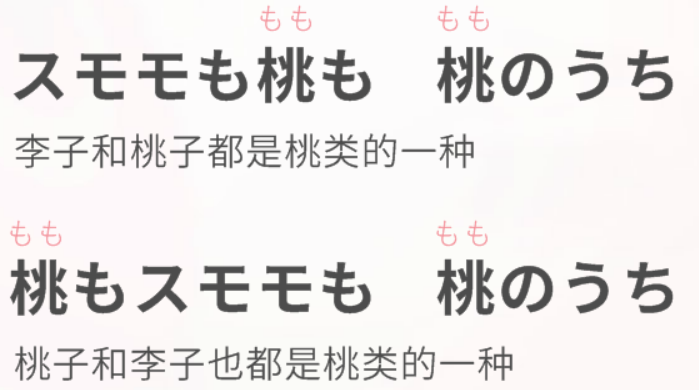 もも もも
スモモも桃も 桃のうち
李子和桃子都是桃类的一种
もも もも
桃もスモモも 桃のうち
桃子和李子也都是桃类的一种